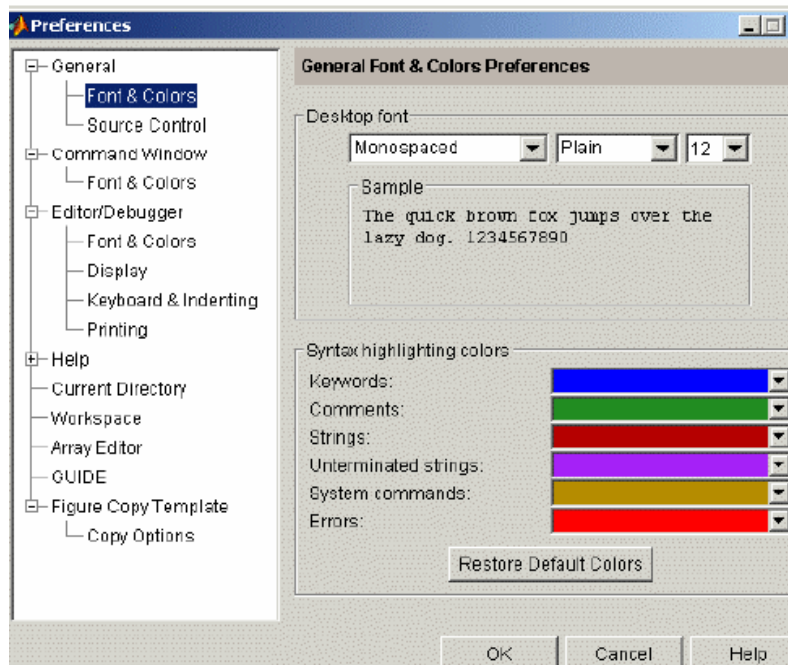 Preferences
General
Font & Colors
Source Control
Command Window
Font & Colors
Editor/Debugger
Font & Colors
Display
Keyboard & Indenting
Printing
Help
Current Directory
Workspace
Array Editor
GUIDE
Figure Copy Template
Copy Options
General Font & Colors Preferences
Desktop font
Monospaced Plain 12
Sample
The quick brown fox jumps over the
lazy dog. 1234567890
Syntax highlighting colors
Keywords:
Comments:
Strings:
Unterminated strings:
System commands:
Errors:
Restore Default Colors
OK Cancel Help